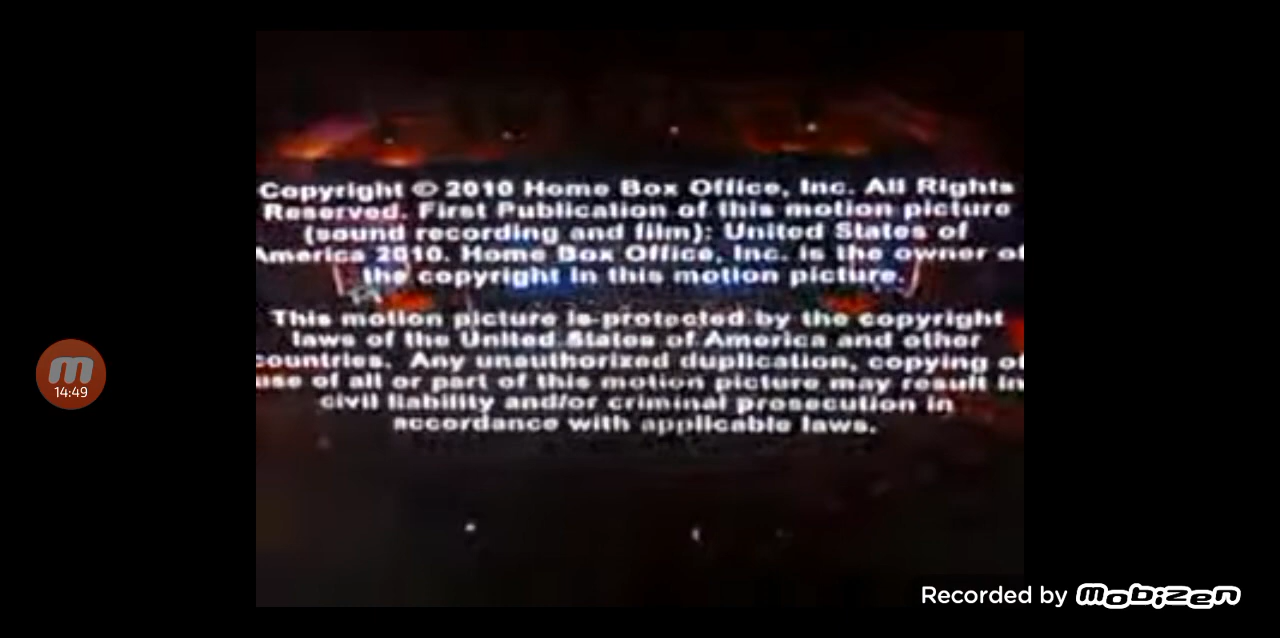 Copyright © 2010 Home Box Office, Inc. All Rights
Reserved. First Publication of this motion picture
(sound recording and film): United States of
America 2010. Home Box Office, Inc. is the owner of
the copyright in this motion picture.
This motion picture is protected by the copyright
laws of the United States of America and other
countries. Any unauthorized duplication, copying or
use of all or part of this motion picture may result in
civil liability and/or criminal prosecution in
accordance with applicable laws.
14:49
Recorded by mobizen